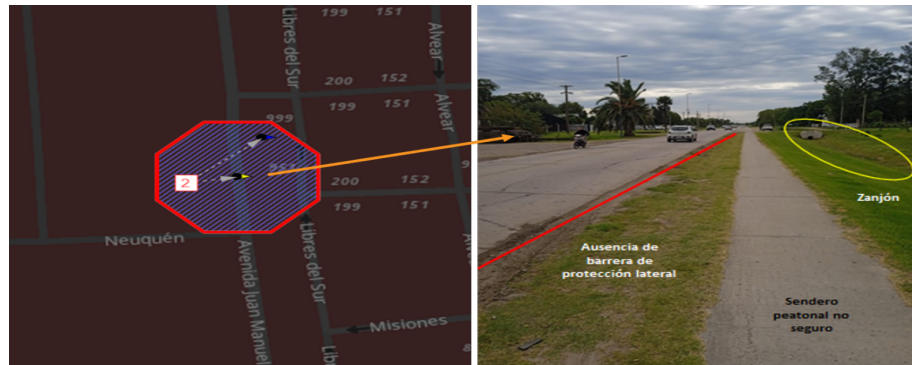 199 151
Libres del Sur
Alvear
200 152
199 151
999
951
Alvear
2
200 152
199 151
Neuquén
Avenida Juan Manuel
Libres del Sur
Misiones
Ausencia de
barrera de
protección lateral
Zanjón
Sendero
peatonal no
seguro